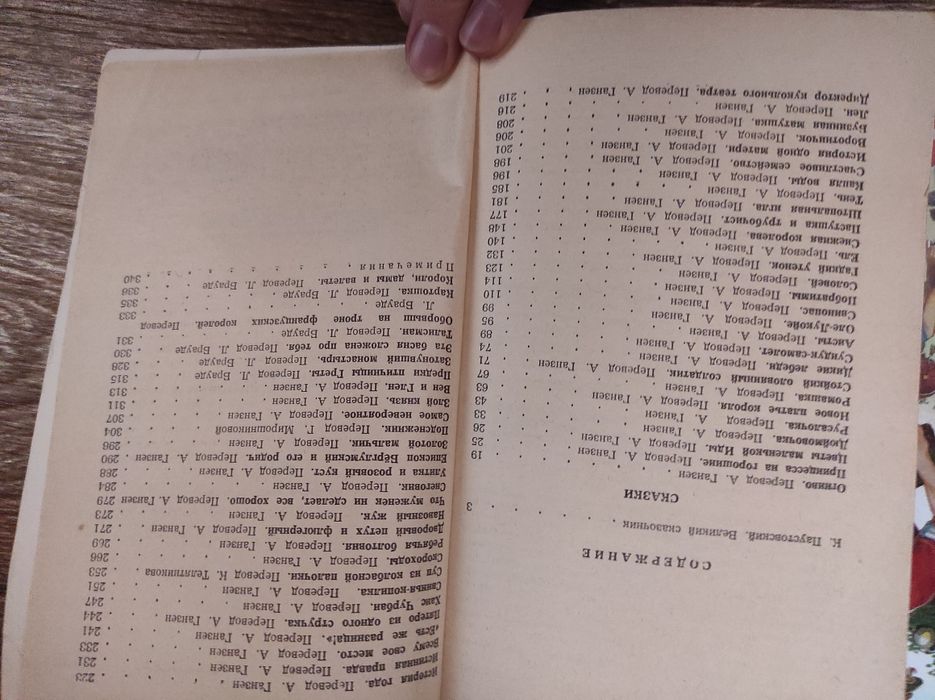 СОДЕРЖАНИЕ
К. Паустовский. Великий сказочник . . . . . . . 3
СКАЗКИ
Огниво. Перевод А. Ганзен . . . . . . . 19
Принцесса на горошине. Перевод А. Ганзен . . . . 25
Цветы маленькой Иды. Перевод А. Ганзен . . . . 26
Дюймовочка. Перевод А. Ганзен . . . . . 33
Русалочка. Перевод А. Ганзен . . . . . . 43
Новое платье короля. Перевод А. Ганзен . . . . 63
Ромашка. Перевод А. Ганзен . . . . . . 67
Стойкий оловянный солдатик. Перевод А. Ганзен . . 71
Дикие лебеди. Перевод А. Ганзен . . . . . 74
Сундук-самолет. Перевод А. Ганзен . . . . . 89
Аисты. Перевод А. Ганзен . . . . . . . 95
Оле-Лукойе. Перевод А. Ганзен . . . . . . 99
Свинопас. Перевод А. Ганзен . . . . . . 110
Побратимы. Перевод А. Ганзен . . . . . . 114
Соловей. Перевод А. Ганзен . . . . . . 123
Гадкий утенок. Перевод А. Ганзен . . . . . 132
Ель. Перевод А. Ганзен . . . . . . . 140
Снежная королева. Перевод А. Ганзен . . . . 148
Пастушка и трубочист. Перевод А. Ганзен . . . . 177
Штопальная игла. Перевод А. Ганзен . . . . . 181
Тень. Перевод А. Ганзен . . . . . . . 185
Капля воды. Перевод А. Ганзен . . . . . . 196
Счастливое семейство. Перевод А. Ганзен . . . . 198
История одной матери. Перевод А. Ганзен . . . . 201
Воротничок. Перевод А. Ганзен . . . . . . 206
Бузинная матушка. Перевод А. Ганзен . . . . . 208
Лен. Перевод А. Ганзен . . . . . . . 216
Директор кукольного театра. Перевод А. Ганзен . . 219
История года. Перевод А. Ганзен . . . . . . 223
Истинная правда. Перевод А. Ганзен . . . . . 231
Всему свое место. Перевод А. Ганзен . . . . . 233
«Есть же разница!». Перевод А. Ганзен . . . . 241
Пятеро из одного стручка. Перевод А. Ганзен . . . 244
Ханс Чурбан. Перевод А. Ганзен . . . . . . 247
Свинья-копилка. Перевод А. Ганзен . . . . . 251
Суп из колбасной палочки. Перевод К. Телятникова . 253
Скороходы. Перевод А. Ганзен . . . . . . 266
Ребячья болтовня. Перевод А. Ганзен . . . . . 269
Дворовый петух и флюгерный. Перевод А. Ганзен . . 271
Навозный жук. Перевод А. Ганзен . . . . . 273
Что муженек ни сделает, все хорошо. Перевод А. Ганзен 279
Снеговик. Перевод А. Ганзен . . . . . . 284
Улитка и розовый куст. Перевод А. Ганзен . . . 288
Епископ Бёрглумский и его родич. Перевод А. Ганзен . 290
Золотой мальчик. Перевод А. Ганзен . . . . . 296
Подснежник. Перевод Г. Мирошниковой . . . . 304
Самое невероятное. Перевод А. Ганзен . . . . 307
Злой князь. Перевод А. Ганзен . . . . . . 311
Вен и Глен. Перевод А. Ганзен . . . . . . 313
Предки птичницы Греты. Перевод Л. Брауде . . . 315
Затонувший монастырь. Перевод Л. Брауде . . . 328
Эта басня сложена про тебя. Перевод Л. Брауде . . 330
Талисман. Перевод Л. Брауде . . . . . . 331
Оборвыш на троне французских королей. Перевод
Л. Брауде . . . . . . . . . 333
Картошка. Перевод Л. Брауде . . . . . . 335
Короли, дамы и валеты. Перевод Л. Брауде . . . 336
Примечания . . . . . . . . . 340